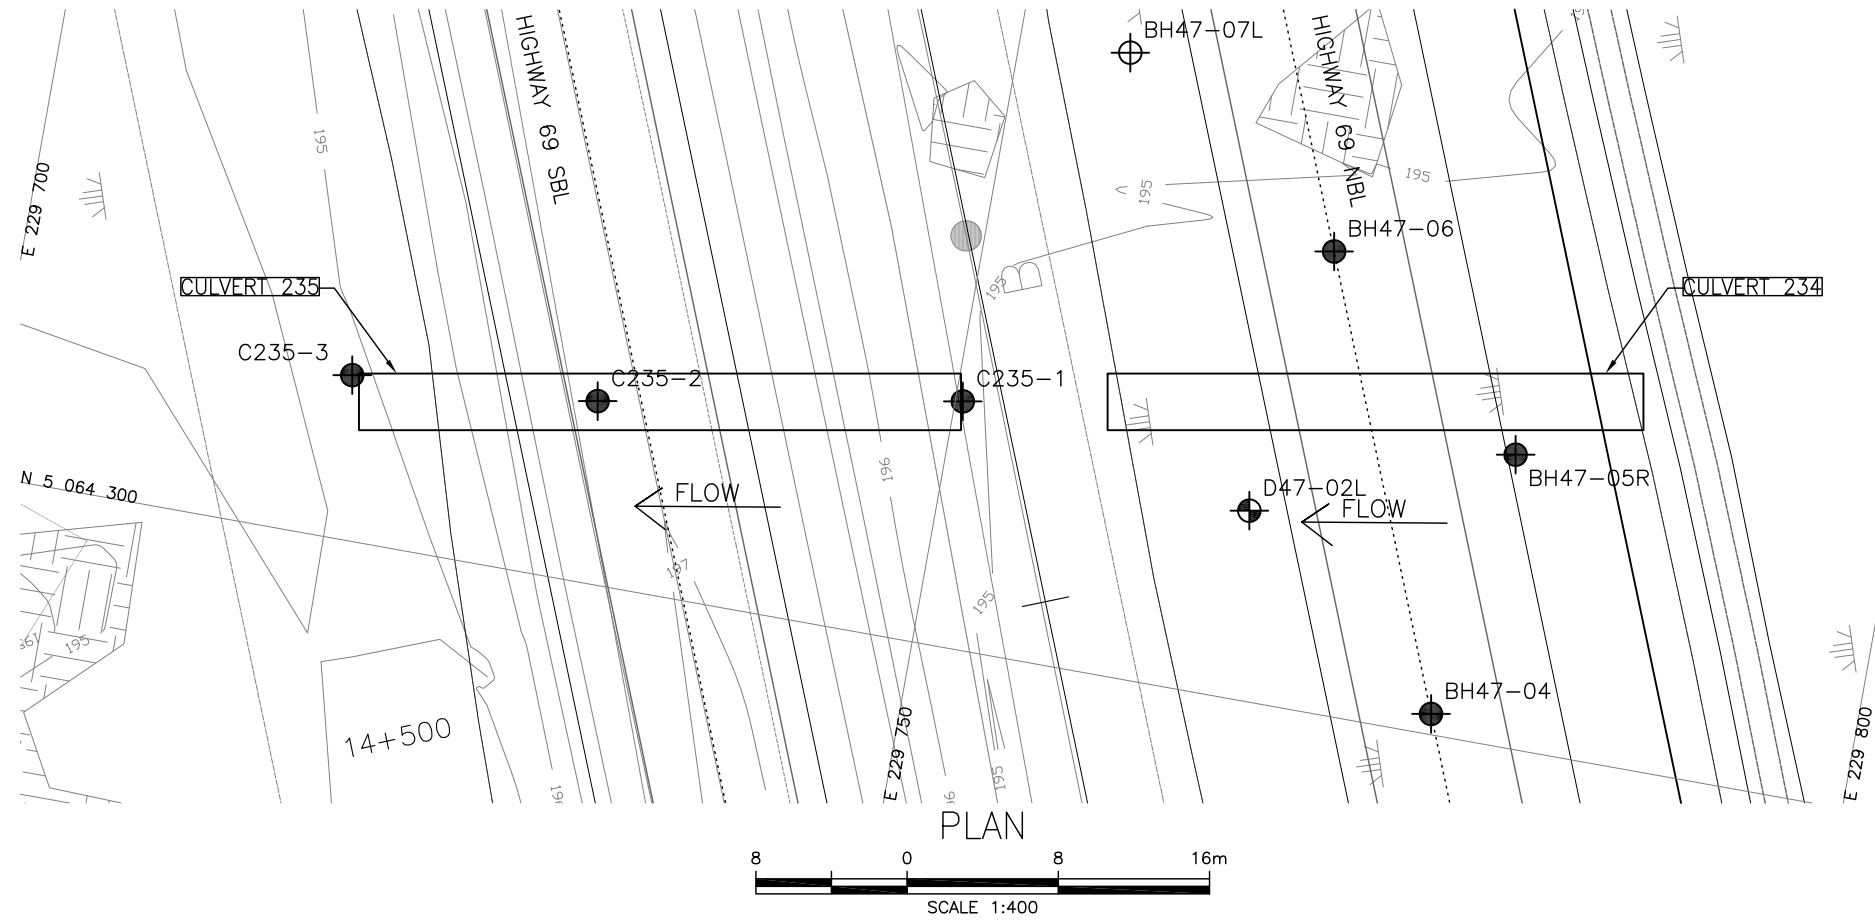 BH47-07L
HIGHWAY 69 SBL
HIGHWAY 69 NBL
195
E 229 700
195
195
BH47-06
CULVERT 235
195
CULVERT 234
C235-3
C235-2
C235-1
196
N 5 064 300
FLOW
D47-02L
FLOW
BH47-05R
197
195
195
195
BH47-04
14+500
E 229 750
195
E 229 800
PLAN
8 0 8 16m
SCALE 1:400